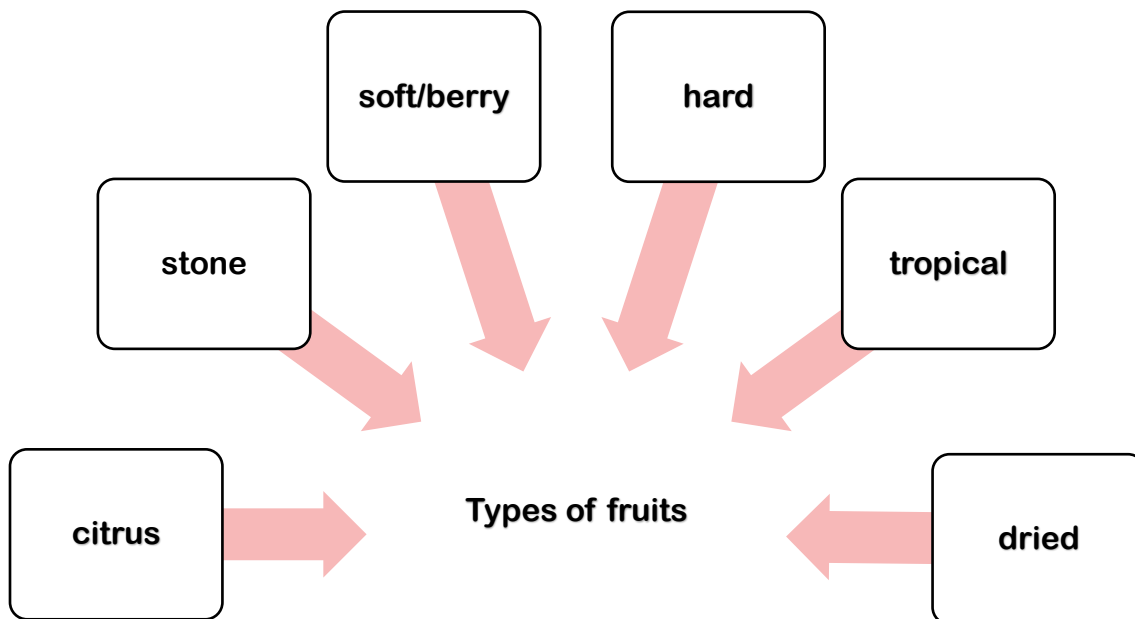 soft/berry
hard
stone
tropical
citrus
Types of fruits
dried